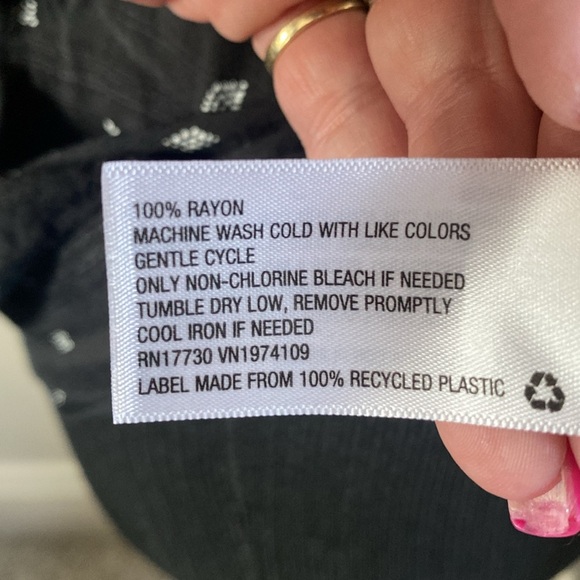 100% RAYON
MACHINE WASH COLD WITH LIKE COLORS
GENTLE CYCLE
ONLY NON-CHLORINE BLEACH IF NEEDED
TUMBLE DRY LOW, REMOVE PROMPTLY
COOL IRON IF NEEDED
RN17730 VN1974109
LABEL MADE FROM 100% RECYCLED PLASTIC